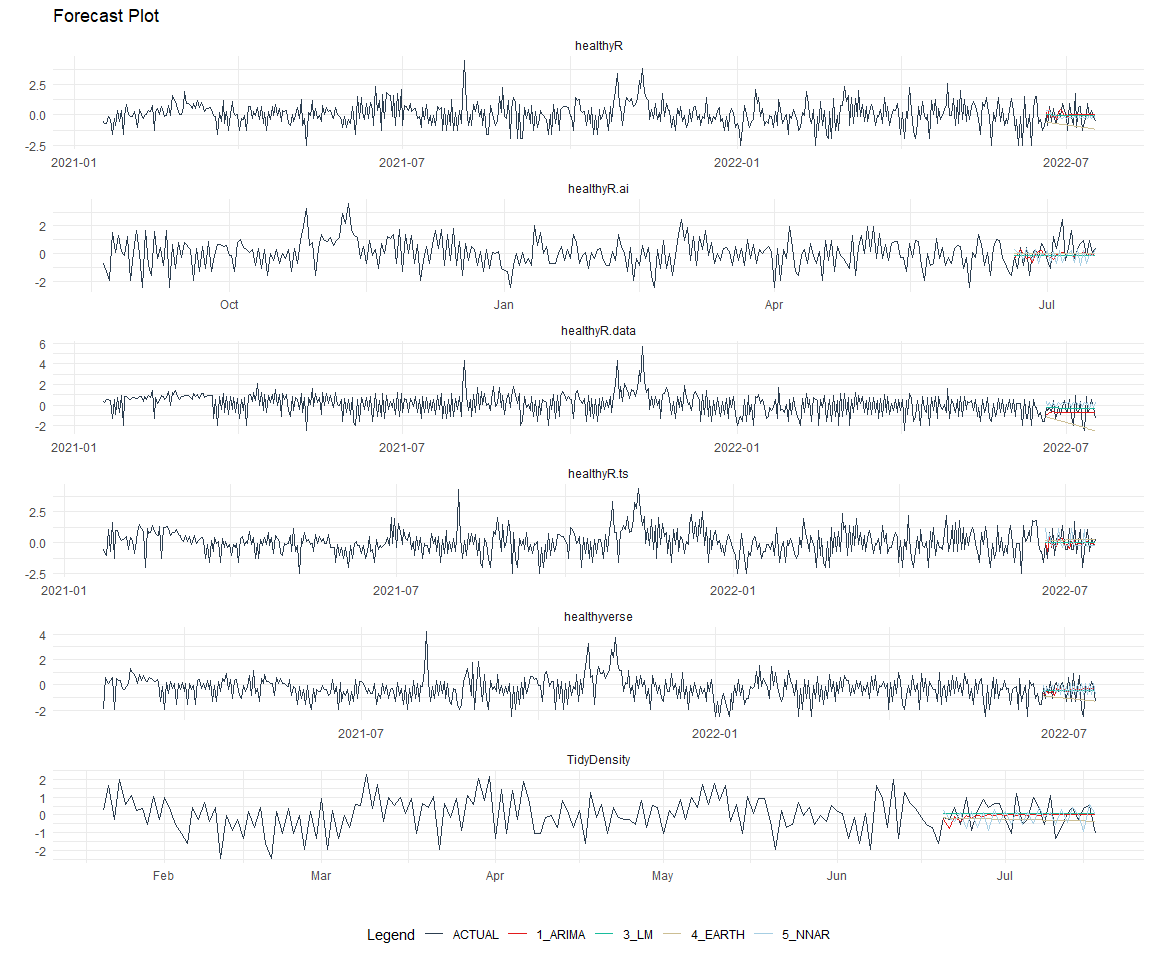 Forecast Plot
healthyR
2.5
0.0
-2.5
2021-01 2021-07 2022-01 2022-07
healthyR.ai
2
0
-2
Oct Jan Apr Jul
healthyR.data
6
4
2
0
-2
2021-01 2021-07 2022-01 2022-07
healthyR.ts
2.5
0.0
-2.5
2021-01 2021-07 2022-01 2022-07
healthyverse
4
2
0
-2
2021-07 2022-01 2022-07
TidyDensity
2
1
0
-1
-2
Feb Mar Apr May Jun Jul
Legend ACTUAL 1_ARIMA 3_LM 4_EARTH 5_NNAR